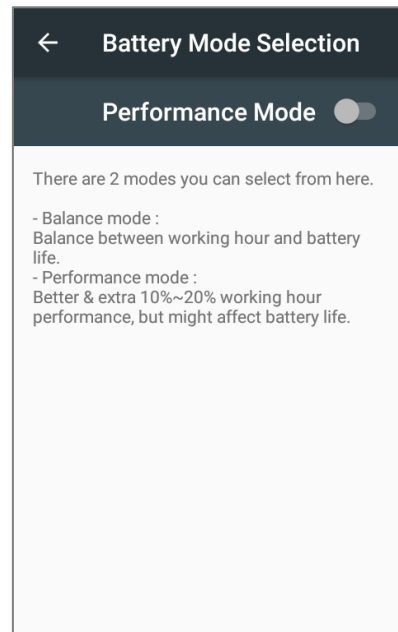 Battery Mode Selection
Performance Mode
There are 2 modes you can select from here.
- Balance mode :
Balance between working hour and battery
life.
- Performance mode :
Better & extra 10%~20% working hour
performance, but might affect battery life.